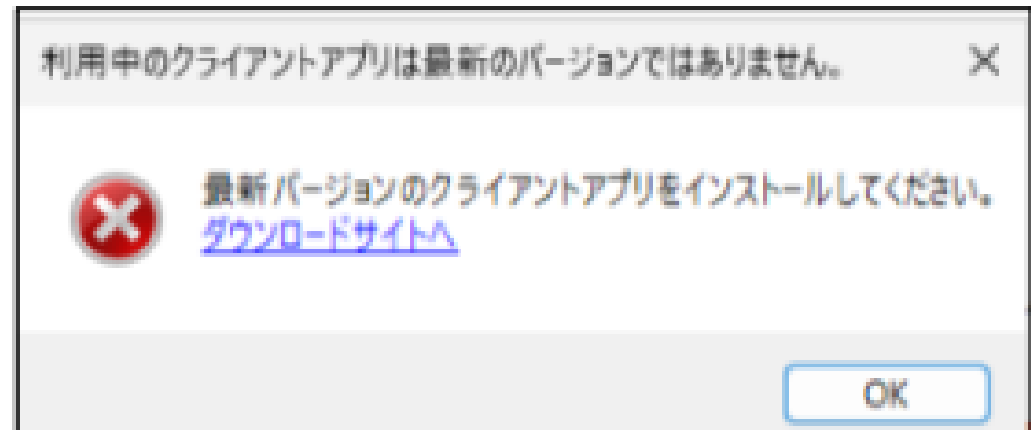 利用中のクライアントアプリは最新のバージョンではありません。
最新バージョンのクライアントアプリをインストールしてください。
ダウンロードサイトへ
OK